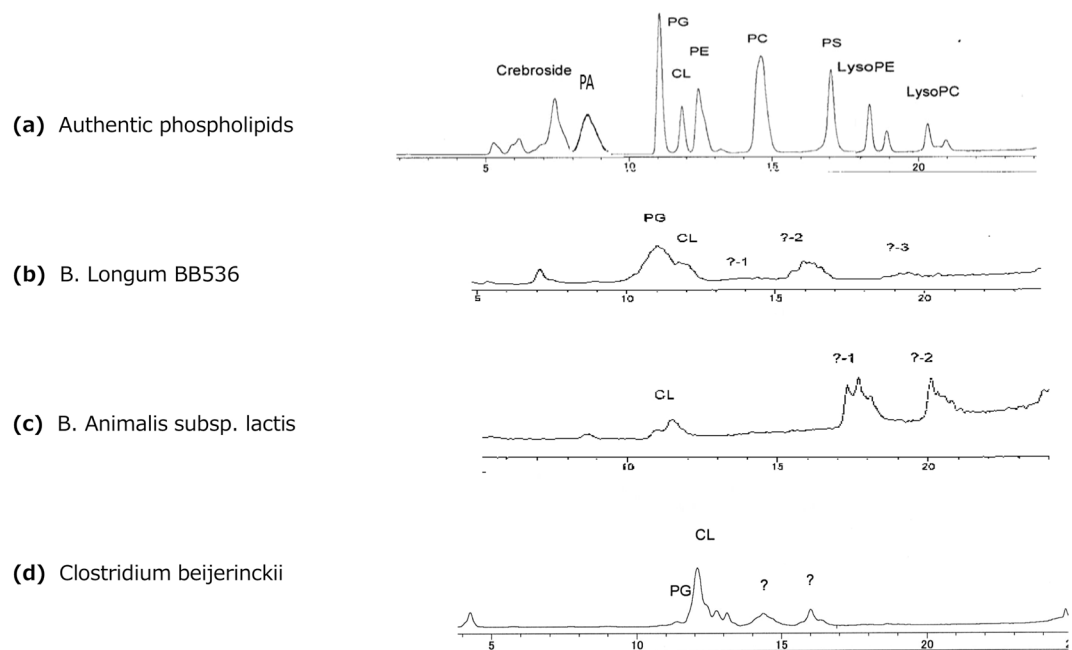 PG
PE
PC
PS
Crebroside
PA
CL
LysoPE
LysoPC
(a) Authentic phospholipids
5
10
15
20
PG
CL
?-1
?-2
?-3
(b) B. Longum BB536
5
10
15
20
CL
?-1
?-2
(c) B. Animalis subsp. lactis
10
15
20
CL
PG
?
?
(d) Clostridium beijerinckii
5
10
15
20
2